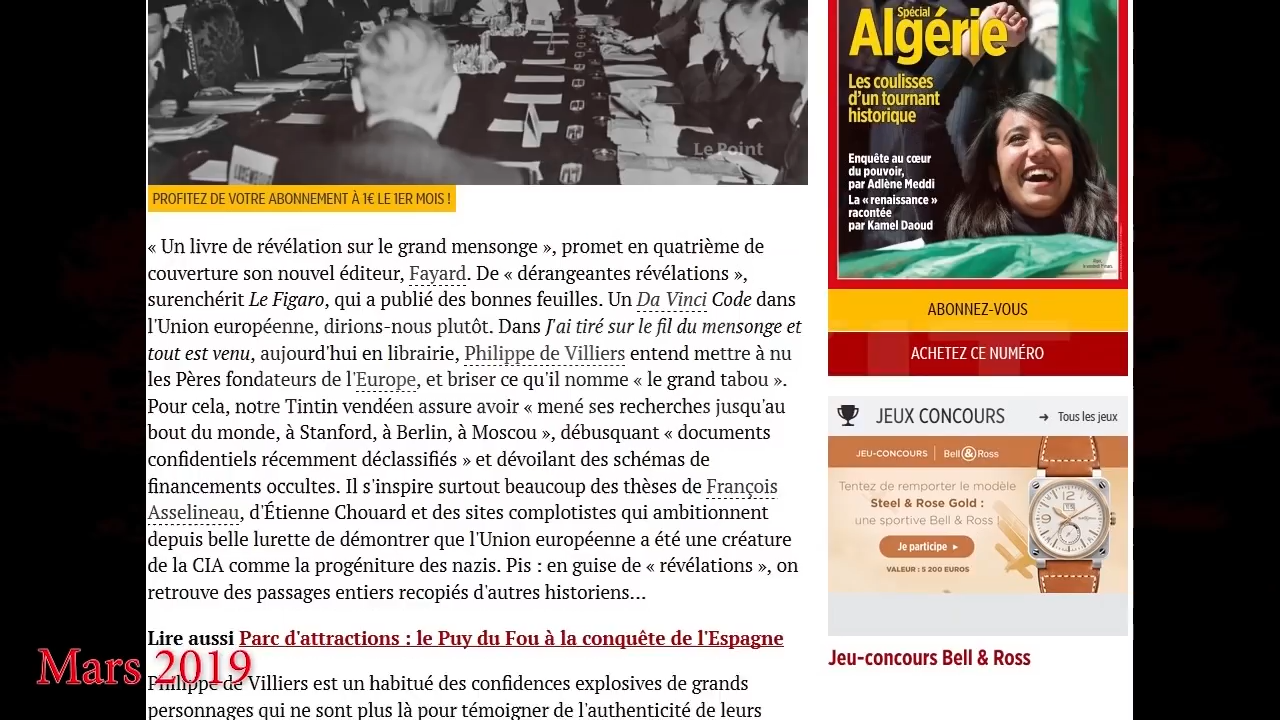 Le Point
PROFITEZ DE VOTRE ABONNEMENT À 1€ LE 1ER MOIS !
« Un livre de révélation sur le grand mensonge », promet en quatrième de
couverture son nouvel éditeur, Fayard. De « dérangeantes révélations »,
surenchérit Le Figaro, qui a publié des bonnes feuilles. Un Da Vinci Code dans
l'Union européenne, dirions-nous plutôt. Dans J'ai tiré sur le fil du mensonge et
tout est venu, aujourd'hui en librairie, Philippe de Villiers entend mettre à nu
les Pères fondateurs de l'Europe, et briser ce qu'il nomme « le grand tabou ».
Pour cela, notre Tintin vendéen assure avoir « mené ses recherches jusqu'au
bout du monde, à Stanford, à Berlin, à Moscou », débusquant « documents
confidentiels récemment déclassifiés » et dévoilant des schémas de
financements occultes. Il s'inspire surtout beaucoup des thèses de François
Asselineau, d'Étienne Chouard et des sites complotistes qui ambitionnent
depuis belle lurette de démontrer que l'Union européenne a été une créature
de la CIA comme la progéniture des nazis. Pis : en guise de « révélations », on
retrouve des passages entiers recopiés d'autres historiens...
Lire aussi Parc d'attractions : le Puy du Fou à la conquête de l'Espagne
Philippe de Villiers est un habitué des confidences explosives de grands
personnages qui ne sont plus là pour témoigner de l'authenticité de leurs
Mars 2019
Spécial
Algérie
Les coulisses
d'un tournant
historique
Enquête au cœur
du pouvoir,
par Adlène Meddi
La « renaissance »
racontée
par Kamel Daoud
ABONNEZ-VOUS
ACHETEZ CE NUMÉRO
JEUX CONCOURS
→ Tous les jeux
JEU-CONCOURS | Bell & Ross
Tentez de remporter le modèle
Steel & Rose Gold :
une sportive Bell & Ross !
Je participe ►
VALEUR : 5 200 EUROS
Jeu-concours Bell & Ross